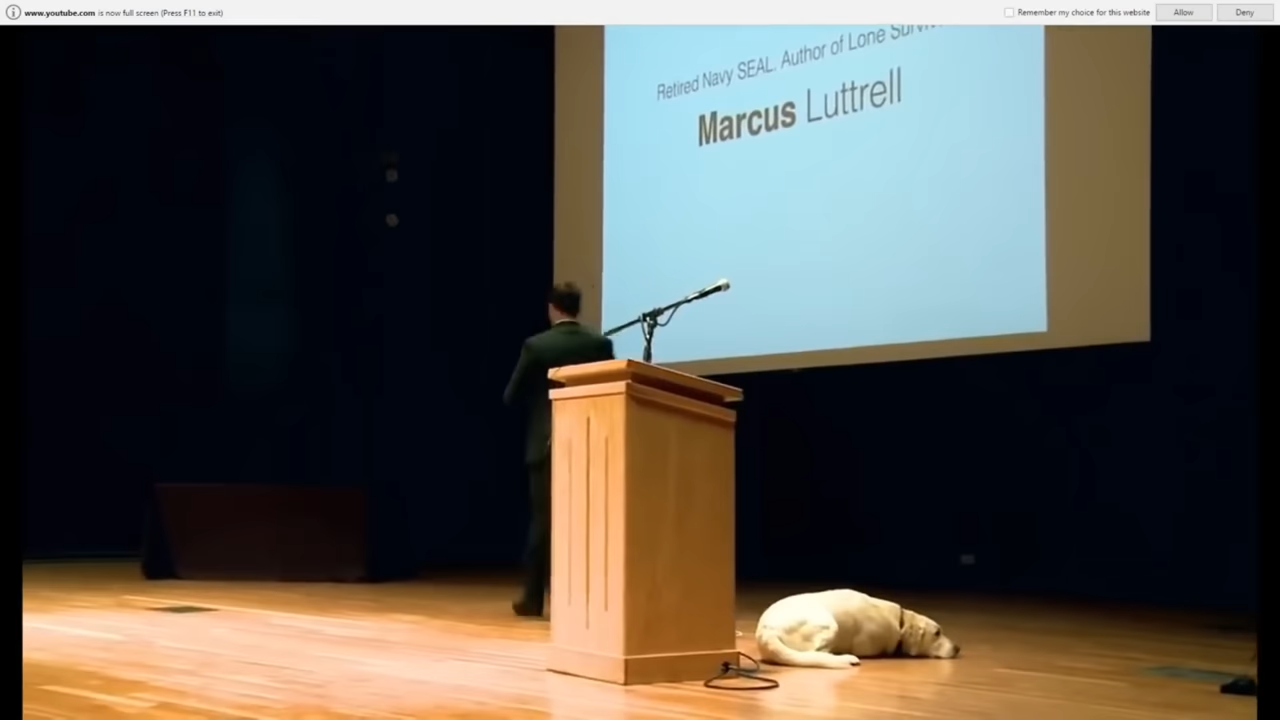 www.youtube.com is now full screen (Press F11 to exit)
Remember my choice for this website
Allow
Deny
Retired Navy SEAL. Author of Lone
Marcus Luttrell